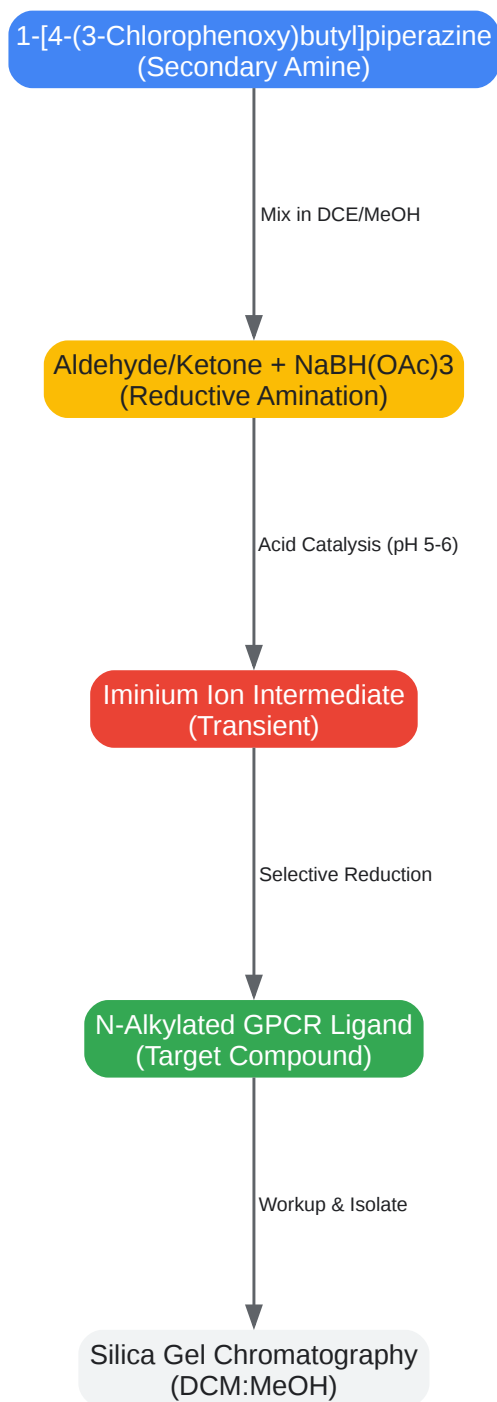 1-[4-(3-Chlorophenoxy)butyl]piperazine
(Secondary Amine)
Mix in DCE/MeOH
Aldehyde/Ketone + NaBH(OAc)3
(Reductive Amination)
Acid Catalysis (pH 5-6)
Iminium Ion Intermediate
(Transient)
Selective Reduction
N-Alkylated GPCR Ligand
(Target Compound)
Workup & Isolate
Silica Gel Chromatography
(DCM:MeOH)